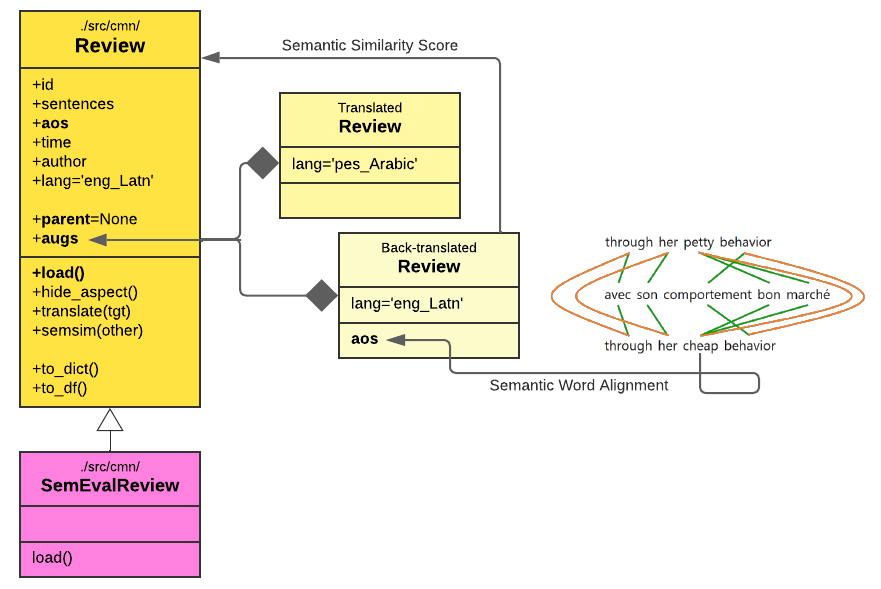 ./src/cmn/
Review
+id
+sentences
+aos
+time
+author
+lang='eng_Latn'
+parent=None
+augs
+load()
+hide_aspect()
+translate(tgt)
+semsim(other)
+to_dict()
+to_df()
./src/cmn/
SemEvalReview
load()
Semantic Similarity Score
Translated
Review
lang='pes_Arabic'
Back-translated
Review
lang='eng_Latn'
aos
Semantic Word Alignment
through her petty behavior
avec son comportement bon marché
through her cheap behavior